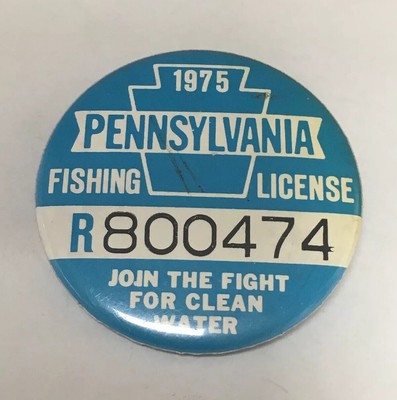 1975
PENNSYLVANIA
FISHING LICENSE
R800474
JOIN THE FIGHT
FOR CLEAN
WATER